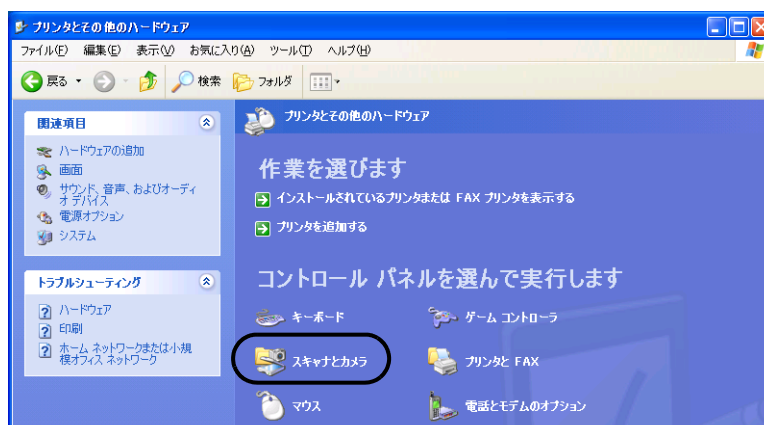 プリンタとその他のハードウェア
ファイル(F) 編集(E) 表示(V) お気に入り(A) ツール(T) ヘルプ(H)
戻る 検索 フォルダ
関連項目
ハードウェアの追加
画面
サウンド、音声、およびオーディ
オ デバイス
電源オプション
システム
トラブルシューティング
ハードウェア
印刷
ホーム ネットワークまたは小規
模オフィス ネットワーク
プリンタとその他のハードウェア
作業を選びます
インストールされているプリンタまたは FAX プリンタを表示する
プリンタを追加する
コントロール パネルを選んで実行します
キーボード
ゲーム コントローラ
スキャナとカメラ
プリンタと FAX
マウス
電話とモデムのオプション